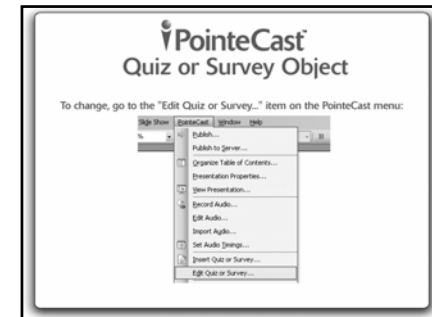 PointeCast
Quiz or Survey Object
To change, go to the "Edit Quiz or Survey..." item on the PointeCast menu:
Slide Show PointeCast Window Help
%
Publish...
Publish to Server...
Organize Table of Contents...
Presentation Properties...
View Presentation...
Record Audio...
Edit Audio...
Import Audio...
Set Audio Timings...
Insert Quiz or Survey...
Edit Quiz or Survey...